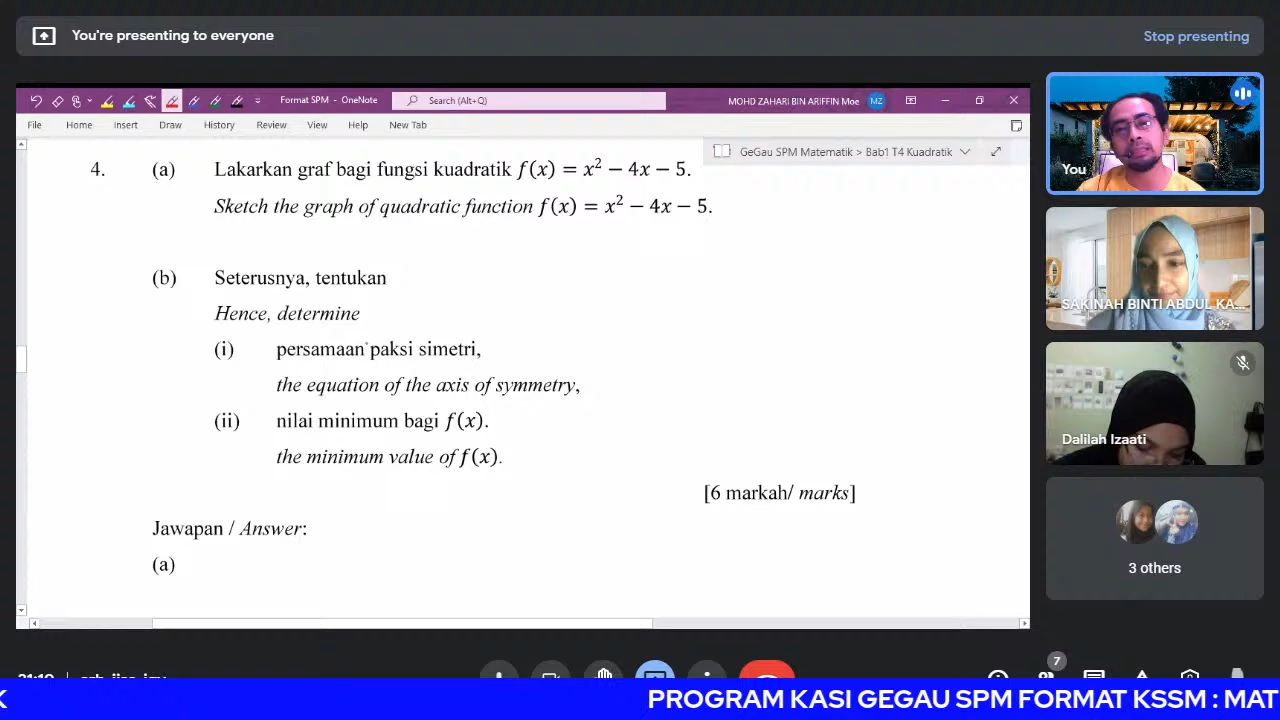 You're presenting to everyone
Stop presenting
Format SPM - OneNote
Search (Alt+Q)
MOHD ZAHARI BIN ARIFFIN Moe
MZ
File Home Insert Draw History Review View Help New Tab
GeGau SPM Matematik > Bab1 T4 Kuadratik
4. (a) Lakarkan graf bagi fungsi kuadratik f(x) = x² − 4x − 5.
Sketch the graph of quadratic function f(x) = x² − 4x − 5.
(b) Seterusnya, tentukan
Hence, determine
(i) persamaan paksi simetri,
the equation of the axis of symmetry,
(ii) nilai minimum bagi f(x).
the minimum value of f(x).
[6 markah/ marks]
Jawapan / Answer:
(a)
You
SAKINAH BINTI ABDUL KA...
Dalilah Izaati
3 others
7
K
PROGRAM KASI GEGAU SPM FORMAT KSSM : MAT